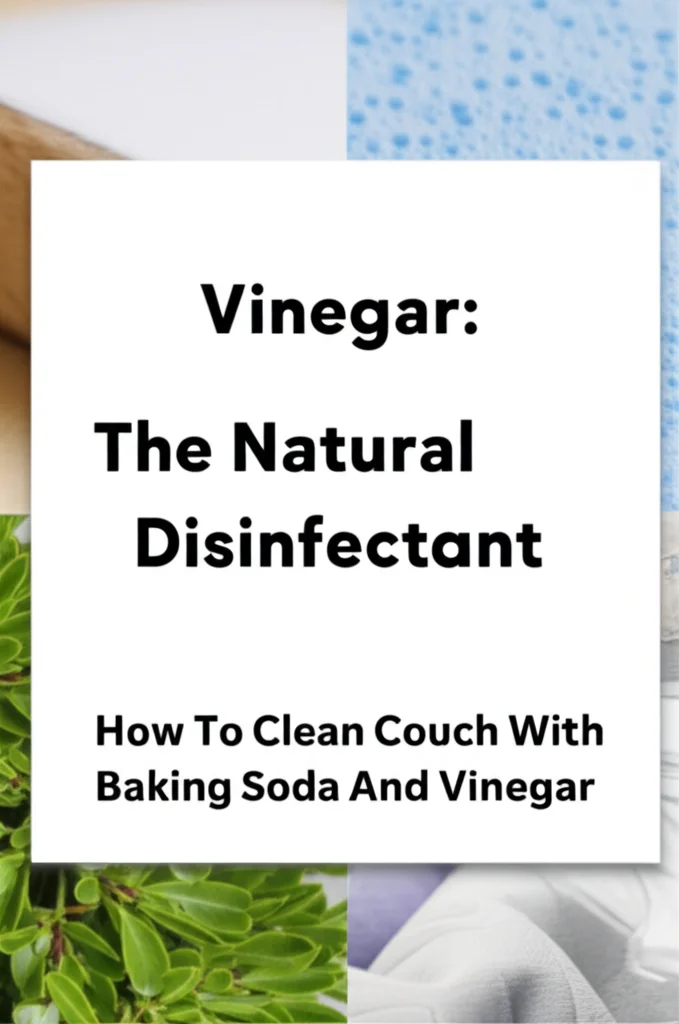 Vinegar:
The Natural
Disinfectant
How To Clean Couch With
Baking Soda And Vinegar